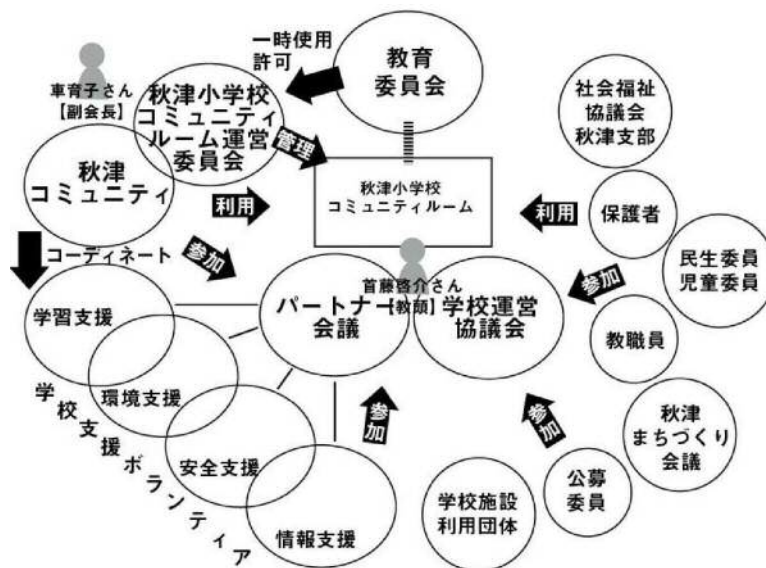 一時使用
許可
教育
委員会
車育子さん
【副会長】
秋津小学校
コミュニティ
ルーム運営
委員会
管理
社会福祉
協議会
秋津支部
秋津
コミュニティ
利用
秋津小学校
コミュニティルーム
利用
保護者
民生委員
児童委員
コーディネート
参加
首藤啓介さん
【教頭】
パートナー
会議
学校運営
協議会
参加
教職員
学習支援
環境支援
安全支援
情報支援
学校支援ボランティア
参加
参加
秋津
まちづくり
会議
公募
委員
学校施設
利用団体